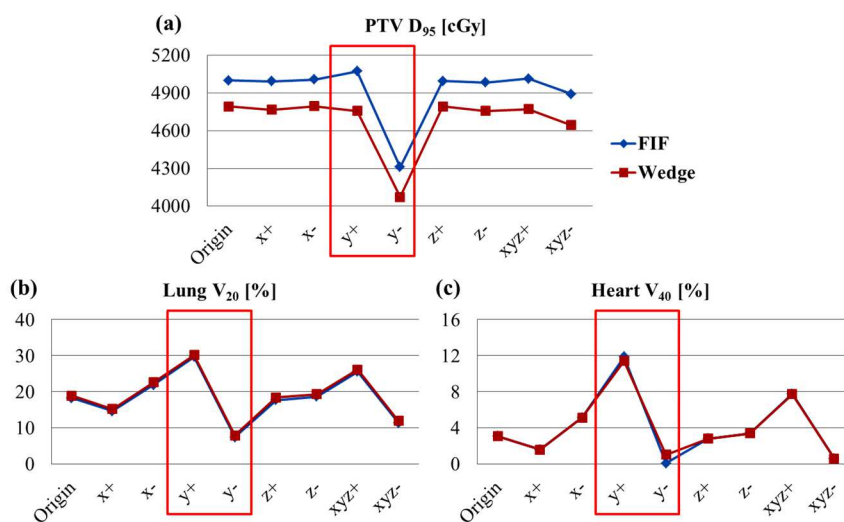 (a) PTV D₉₅ [cGy]
5200
4900
4600
4300
4000
Origin x+ x- y+ y- z+ z- xyz+ xyz-
FIF
Wedge
(b) Lung V₂₀ [%]
40
30
20
10
0
Origin x+ x- y+ y- z+ z- xyz+ xyz-
(c) Heart V₄₀ [%]
16
12
8
4
0
Origin x+ x- y+ y- z+ z- xyz+ xyz-